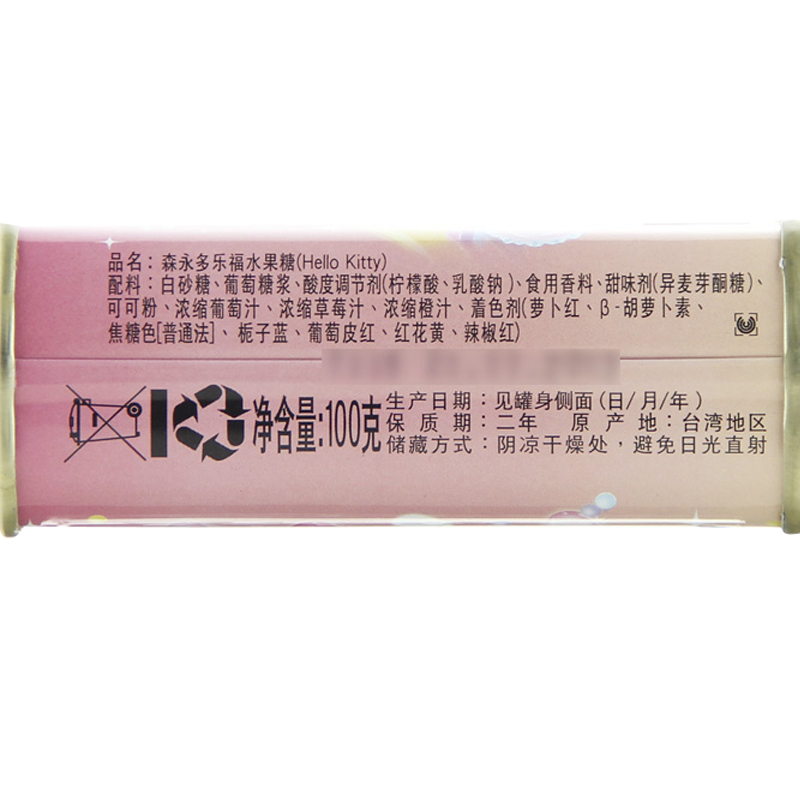 品名：森永多乐福水果糖(Hello Kitty)
配料：白砂糖、葡萄糖浆、酸度调节剂(柠檬酸、乳酸钠)、食用香料、甜味剂(异麦芽酮糖)、
可可粉、浓缩葡萄汁、浓缩草莓汁、浓缩橙汁、着色剂(萝卜红、β-胡萝卜素、
焦糖色[普通法]、栀子蓝、葡萄皮红、红花黄、辣椒红)
净含量:100克
生产日期：见罐身侧面(日/月/年)
保质期：二年 原产地：台湾地区
储藏方式：阴凉干燥处，避免日光直射